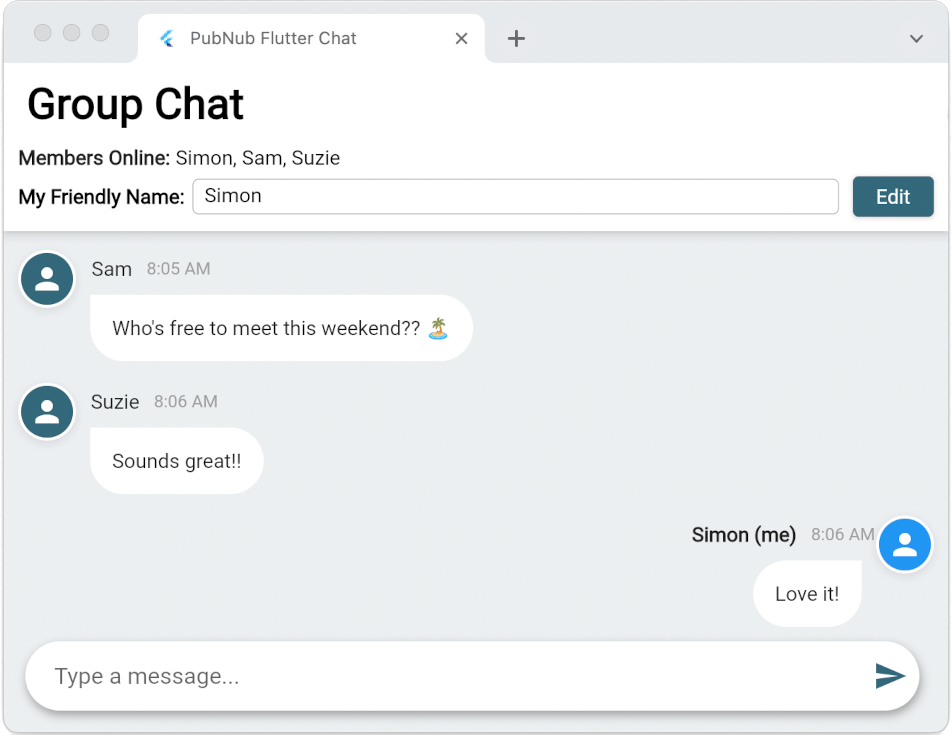 PubNub Flutter Chat
Group Chat
Members Online: Simon, Sam, Suzie
My Friendly Name: Simon Edit
Sam 8:05 AM
Who's free to meet this weekend?? 🏝️
Suzie 8:06 AM
Sounds great!!
Simon (me) 8:06 AM
Love it!
Type a message...